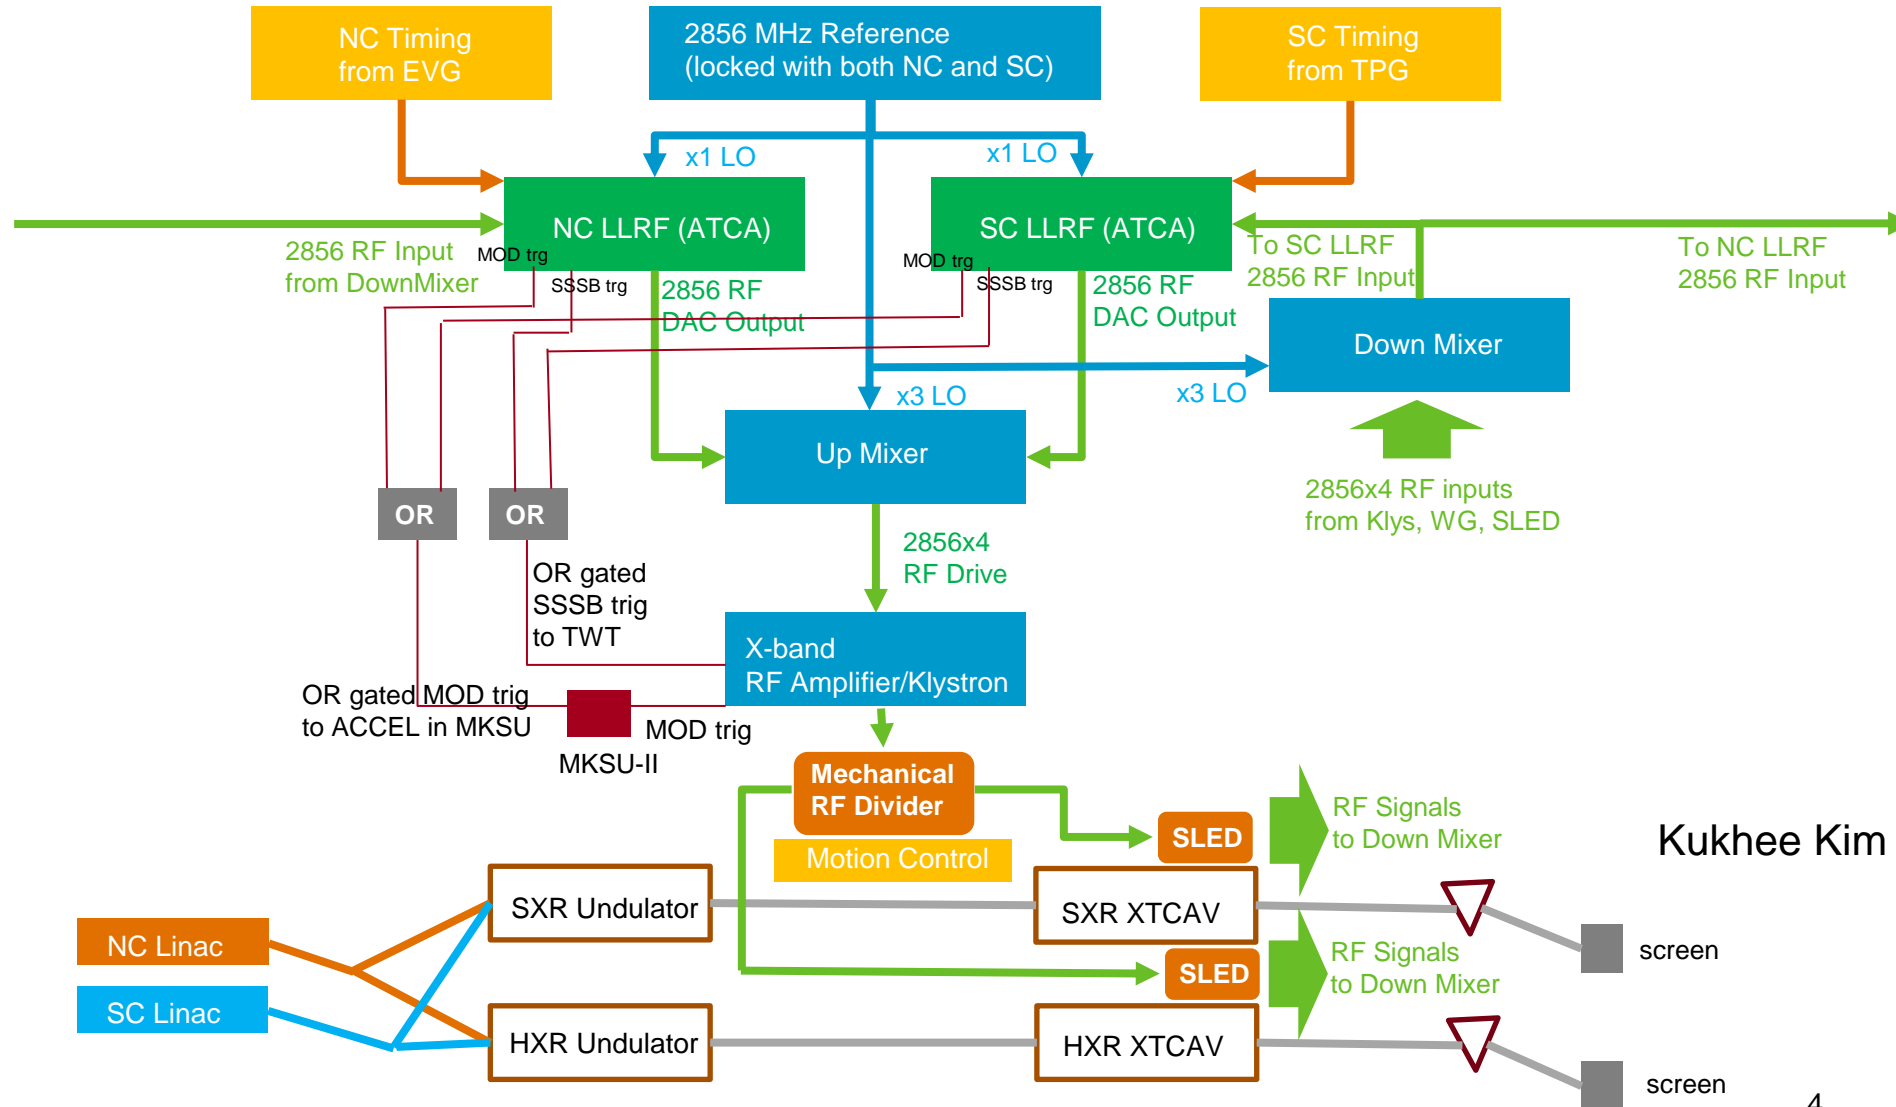 NC Timing
from EVG
2856 MHz Reference
(locked with both NC and SC)
SC Timing
from TPG
x1 LO
x1 LO
NC LLRF (ATCA)
SC LLRF (ATCA)
2856 RF Input
from DownMixer
MOD trg
SSSB trg
2856 RF
DAC Output
MOD trg
SSSB trg
2856 RF
DAC Output
To SC LLRF
2856 RF Input
To NC LLRF
2856 RF Input
Down Mixer
x3 LO
x3 LO
Up Mixer
2856x4 RF inputs
from Klys, WG, SLED
OR
OR
2856x4
RF Drive
OR gated
SSSB trig
to TWT
X-band
RF Amplifier/Klystron
OR gated MOD trig
to ACCEL in MKSU
MOD trig
MKSU-II
Mechanical
RF Divider
Motion Control
SLED
RF Signals
to Down Mixer
Kukhee Kim
SXR Undulator
SXR XTCAV
NC Linac
screen
SLED
RF Signals
to Down Mixer
SC Linac
HXR Undulator
HXR XTCAV
screen
4